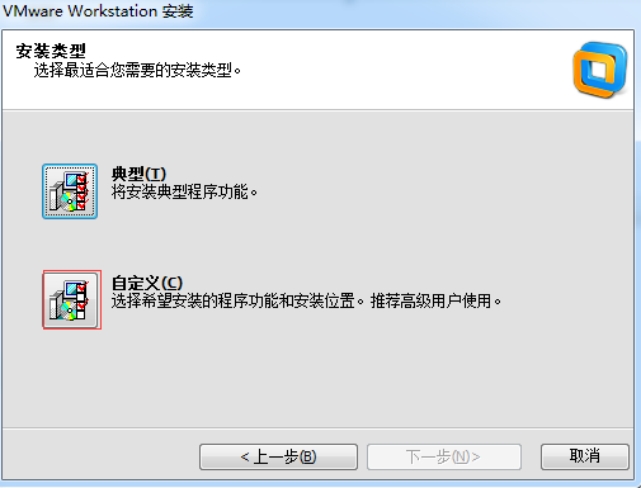 VMware Workstation 安装
安装类型
选择最适合您需要的安装类型。
典型(T)
将安装典型程序功能。
自定义(C)
选择希望安装的程序功能和安装位置。推荐高级用户使用。
< 上一步(B)
下一步(N) >
取消